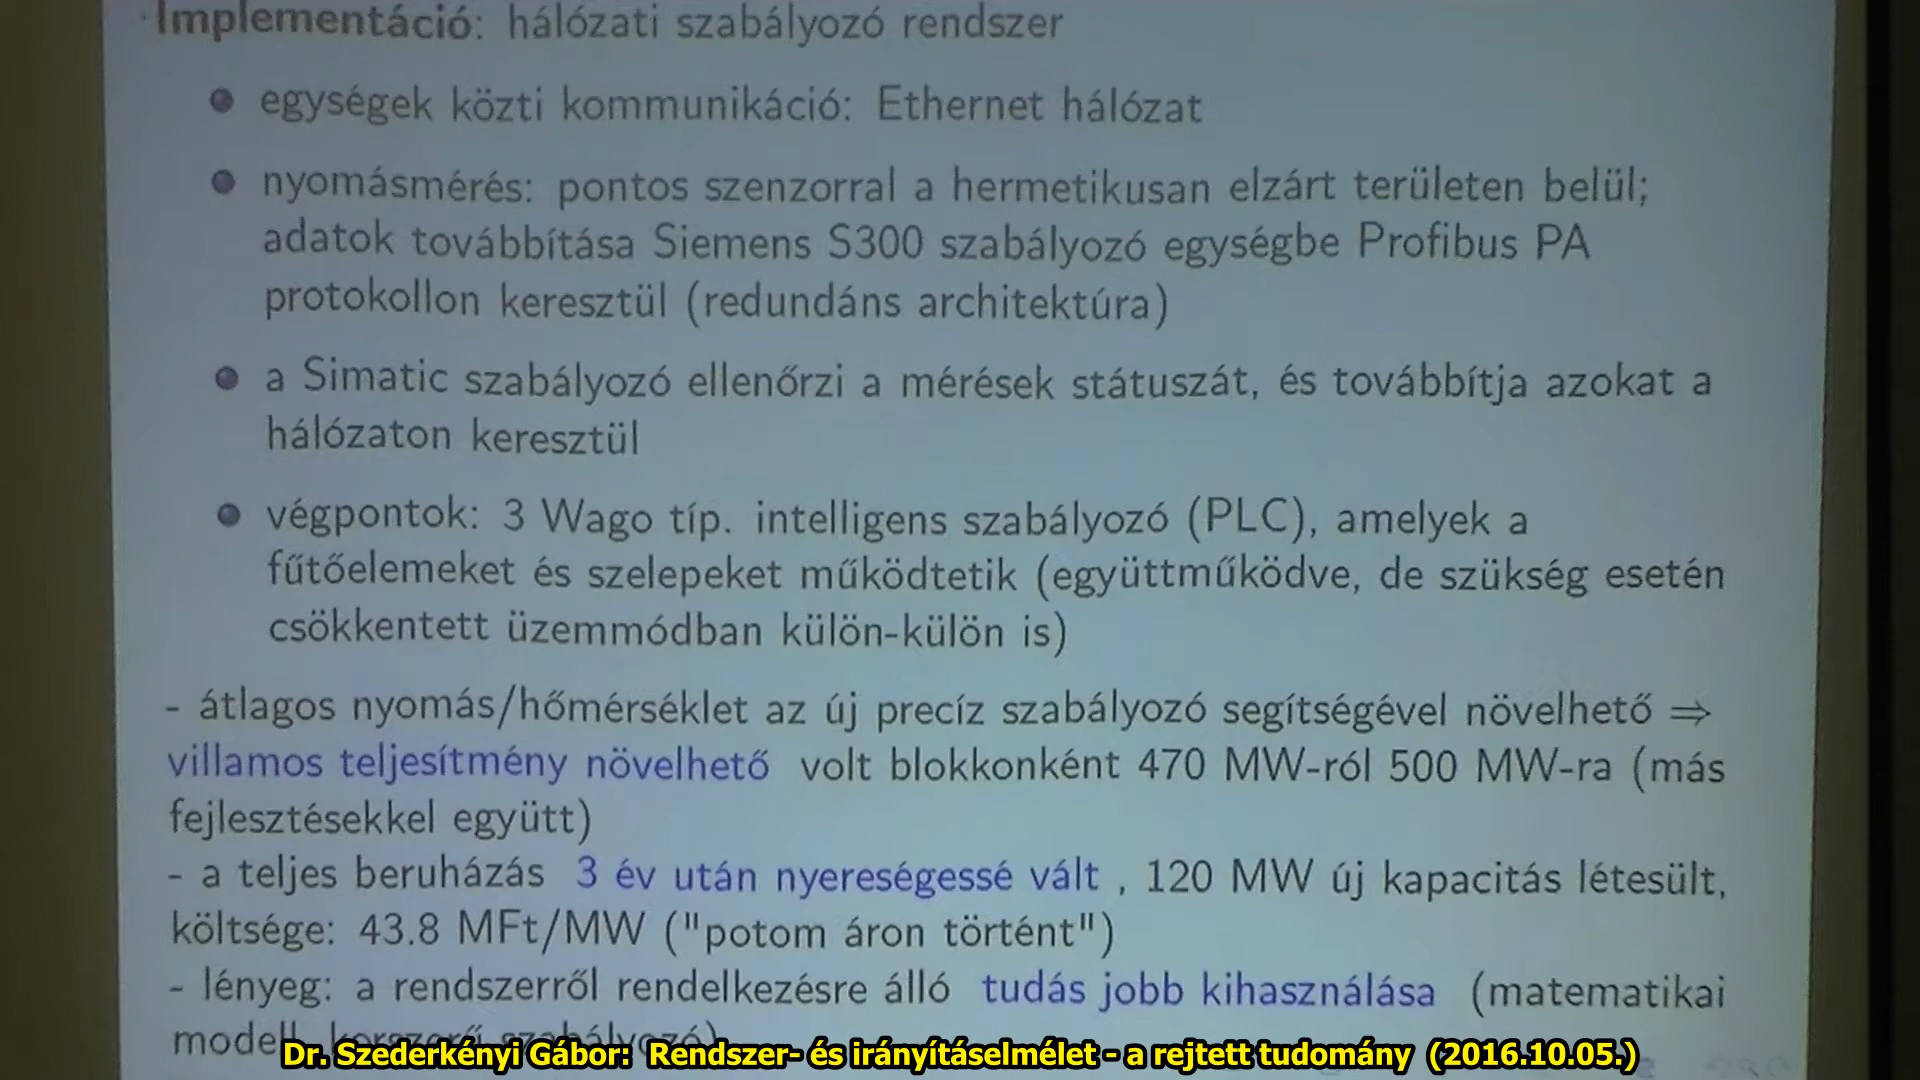 Implementáció: hálózati szabályozó rendszer
egységek közti kommunikáció: Ethernet hálózat
nyomásmérés: pontos szenzorral a hermetikusan elzárt területen belül;
adatok továbbítása Siemens S300 szabályozó egységbe Profibus PA
protokollon keresztül (redundáns architektúra)
a Simatic szabályozó ellenőrzi a mérések státuszát, és továbbítja azokat a
hálózaton keresztül
végpontok: 3 Wago típ. intelligens szabályozó (PLC), amelyek a
fűtőelemeket és szelepeket működtetik (együttműködve, de szükség esetén
csökkentett üzemmódban külön-külön is)
- átlagos nyomás/hőmérséklet az új precíz szabályozó segítségével növelhető ⇒
villamos teljesítmény növelhető volt blokkonként 470 MW-ról 500 MW-ra (más
fejlesztésekkel együtt)
- a teljes beruházás 3 év után nyereségessé vált , 120 MW új kapacitás létesült,
költsége: 43.8 MFt/MW ("potom áron történt")
- lényeg: a rendszerről rendelkezésre álló tudás jobb kihasználása (matematikai
modell, korszerű szabályozó)
Dr. Szederkényi Gábor: Rendszer- és irányításelmélet - a rejtett tudomány (2016.10.05.)